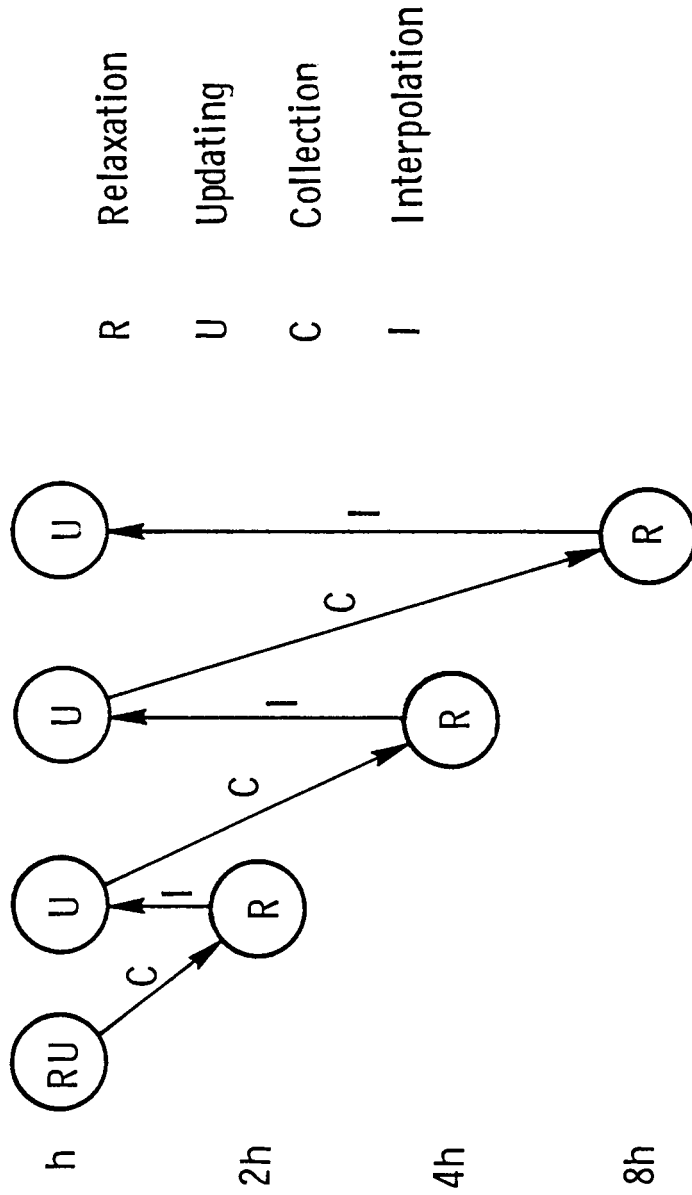 h
RU
U
U
U
C
I
C
I
C
I
2h
R
4h
R
8h
R
R Relaxation
U Updating
C Collection
I Interpolation